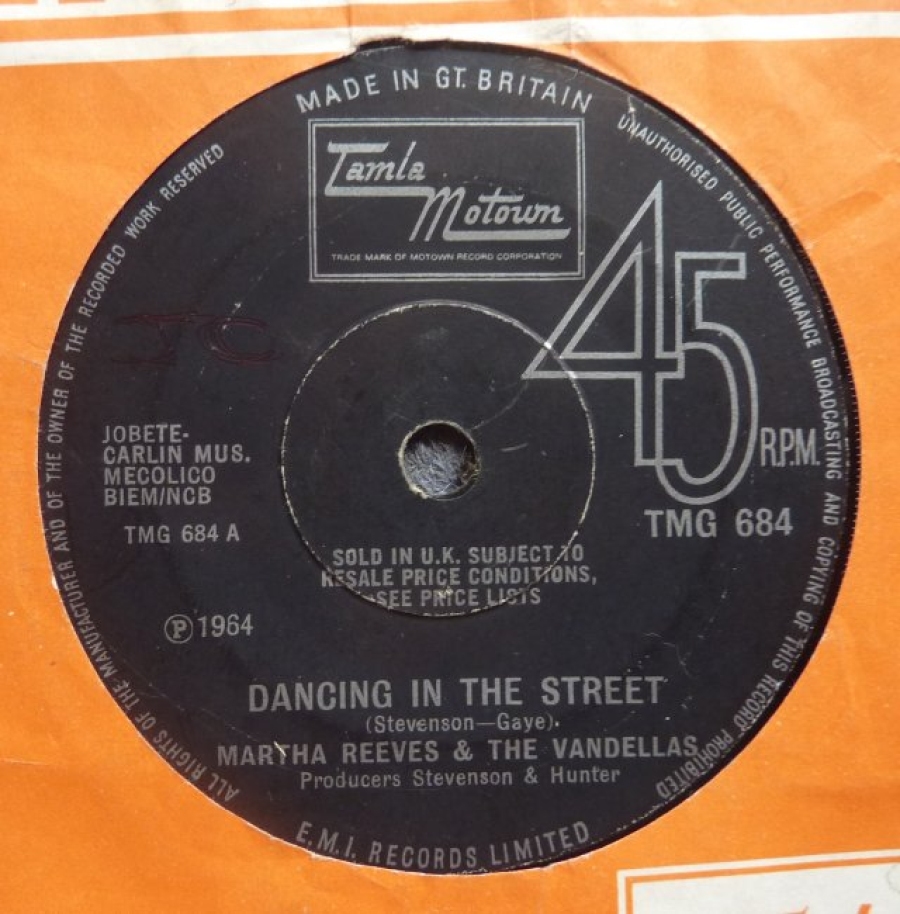 MADE IN GT. BRITAIN
Tamla
Motown
TRADE MARK OF MOTOWN RECORD CORPORATION
UNAUTHORISED PUBLIC PERFORMANCE BROADCASTING AND COPYING OF THIS RECORD PROHIBITED
45
R.P.M.
TMG 684
JOBETE-
CARLIN MUS.
MECOLICO
BIEM/NCB
TMG 684 A
SOLD IN U.K. SUBJECT TO
RESALE PRICE CONDITIONS,
SEE PRICE LISTS
Ⓟ 1964
DANCING IN THE STREET
(Stevenson—Gaye).
MARTHA REEVES & THE VANDELLAS
Producers Stevenson & Hunter
E.M.I. RECORDS LIMITED
ALL RIGHTS OF THE MANUFACTURER AND OF THE OWNER OF THE RECORDED WORK RESERVED